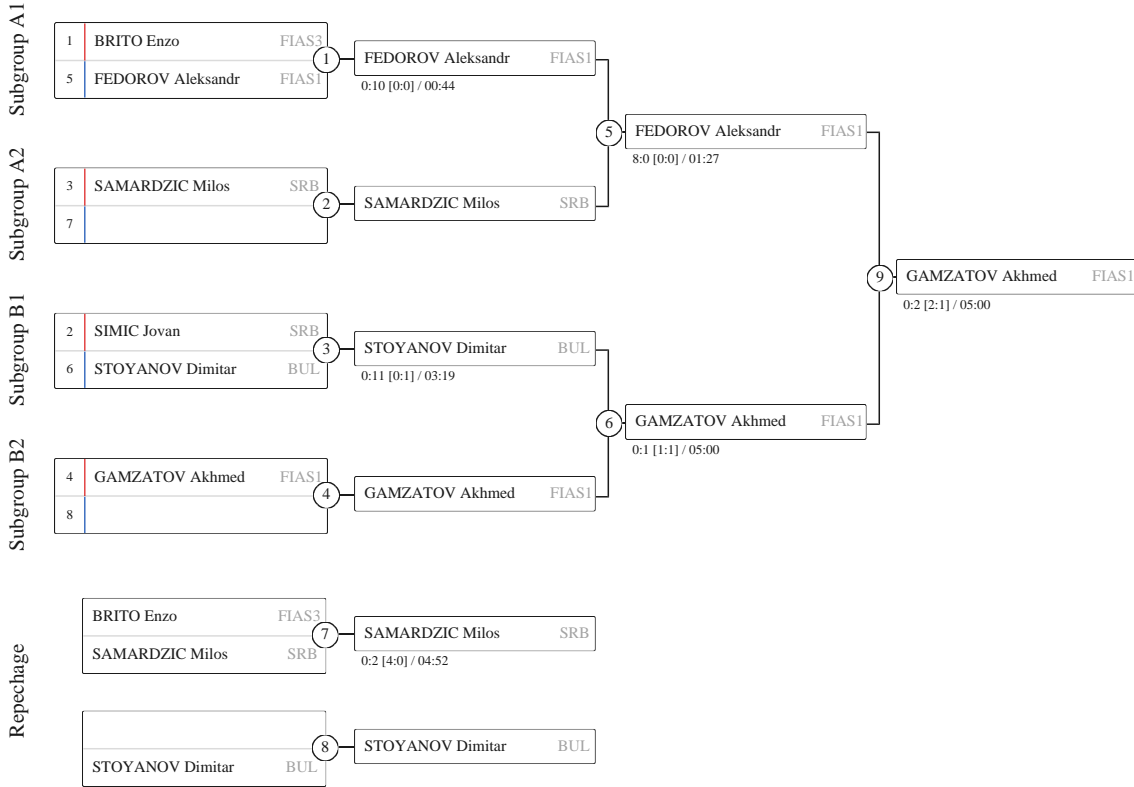 Subgroup A1
1 BRITO Enzo FIAS3
5 FEDOROV Aleksandr FIAS1
1
FEDOROV Aleksandr FIAS1
0:10 [0:0] / 00:44
5
FEDOROV Aleksandr FIAS1
8:0 [0:0] / 01:27
Subgroup A2
3 SAMARDZIC Milos SRB
7
2
SAMARDZIC Milos SRB
9
GAMZATOV Akhmed FIAS1
0:2 [2:1] / 05:00
Subgroup B1
2 SIMIC Jovan SRB
6 STOYANOV Dimitar BUL
3
STOYANOV Dimitar BUL
0:11 [0:1] / 03:19
6
GAMZATOV Akhmed FIAS1
0:1 [1:1] / 05:00
Subgroup B2
4 GAMZATOV Akhmed FIAS1
8
4
GAMZATOV Akhmed FIAS1
Repechage
BRITO Enzo FIAS3
SAMARDZIC Milos SRB
7
SAMARDZIC Milos SRB
0:2 [4:0] / 04:52
STOYANOV Dimitar BUL
8
STOYANOV Dimitar BUL